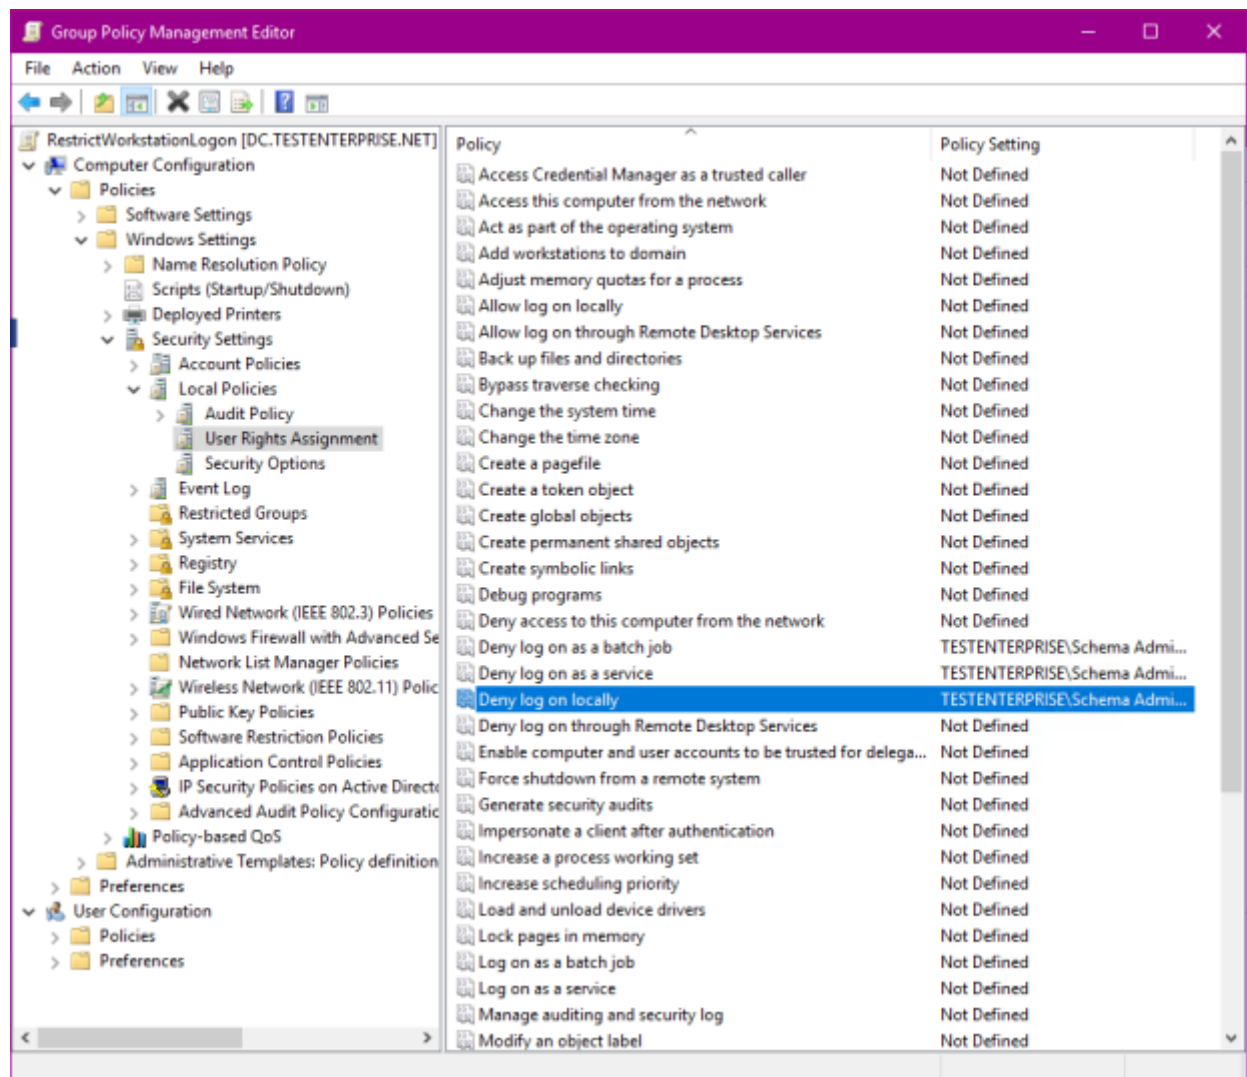 Group Policy Management Editor
File Action View Help
RestrictWorkstationLogon [DC.TESTENTERPRISE.NET]
Computer Configuration
Policies
Software Settings
Windows Settings
Name Resolution Policy
Scripts (Startup/Shutdown)
Deployed Printers
Security Settings
Account Policies
Local Policies
Audit Policy
User Rights Assignment
Security Options
Event Log
Restricted Groups
System Services
Registry
File System
Wired Network (IEEE 802.3) Policies
Windows Firewall with Advanced Se
Network List Manager Policies
Wireless Network (IEEE 802.11) Polic
Public Key Policies
Software Restriction Policies
Application Control Policies
IP Security Policies on Active Directo
Advanced Audit Policy Configuratic
Policy-based QoS
Administrative Templates: Policy definition
Preferences
User Configuration
Policies
Preferences
Policy Policy Setting
Access Credential Manager as a trusted caller Not Defined
Access this computer from the network Not Defined
Act as part of the operating system Not Defined
Add workstations to domain Not Defined
Adjust memory quotas for a process Not Defined
Allow log on locally Not Defined
Allow log on through Remote Desktop Services Not Defined
Back up files and directories Not Defined
Bypass traverse checking Not Defined
Change the system time Not Defined
Change the time zone Not Defined
Create a pagefile Not Defined
Create a token object Not Defined
Create global objects Not Defined
Create permanent shared objects Not Defined
Create symbolic links Not Defined
Debug programs Not Defined
Deny access to this computer from the network Not Defined
Deny log on as a batch job TESTENTERPRISE\Schema Admi...
Deny log on as a service TESTENTERPRISE\Schema Admi...
Deny log on locally TESTENTERPRISE\Schema Admi...
Deny log on through Remote Desktop Services Not Defined
Enable computer and user accounts to be trusted for delega... Not Defined
Force shutdown from a remote system Not Defined
Generate security audits Not Defined
Impersonate a client after authentication Not Defined
Increase a process working set Not Defined
Increase scheduling priority Not Defined
Load and unload device drivers Not Defined
Lock pages in memory Not Defined
Log on as a batch job Not Defined
Log on as a service Not Defined
Manage auditing and security log Not Defined
Modify an object label Not Defined